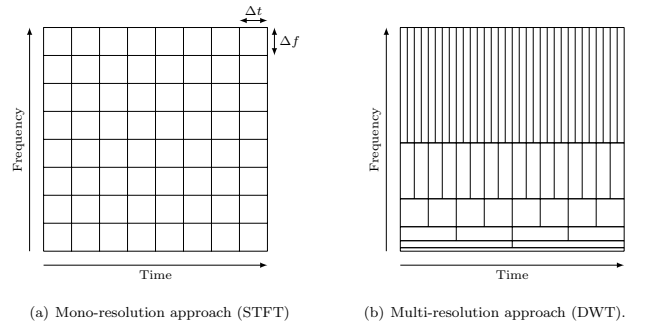 Δt
Δf
Frequency
Time
(a) Mono-resolution approach (STFT)
Frequency
Time
(b) Multi-resolution approach (DWT).